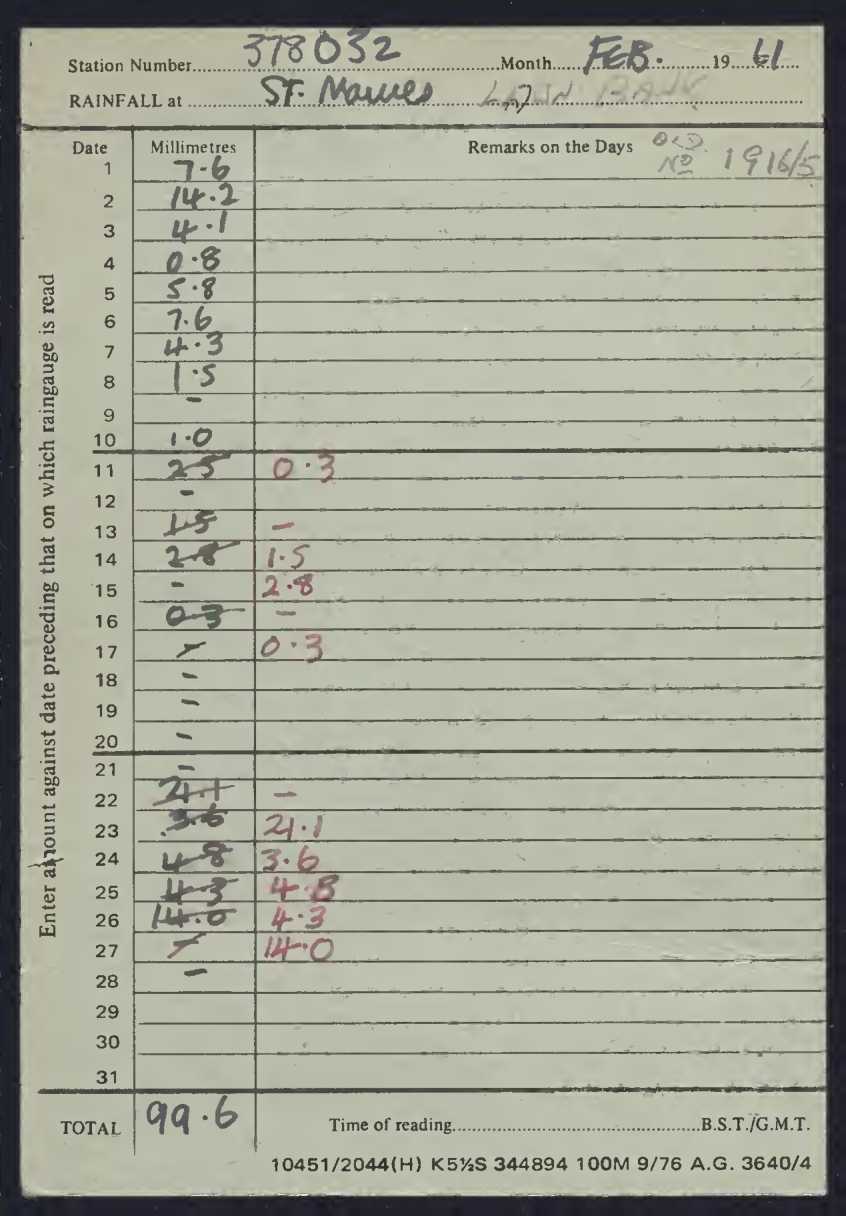 Station Number 378032 Month FEB. 19 61
RAINFALL at ST. Mawes LAWN BANK
Date Millimetres Remarks on the Days OLD No 1916/5
1 7.6
2 14.2
3 4.1
4 0.8
5 5.8
6 7.6
7 4.3
8 1.5
9 -
10 1.0
11 25 0.3
12 -
13 1.5 -
14 2.8 1.5
15 - 2.8
16 0.3 -
17 - 0.3
18 -
19 -
20 -
21 -
22 21.1 -
23 3.6 21.1
24 4.8 3.6
25 4.3 4.8
26 14.0 4.3
27 - 14.0
28 -
29
30
31
Enter amount against date preceding that on which raingauge is read
TOTAL 99.6 Time of reading B.S.T./G.M.T.
10451/2044(H) K5½S 344894 100M 9/76 A.G. 3640/4